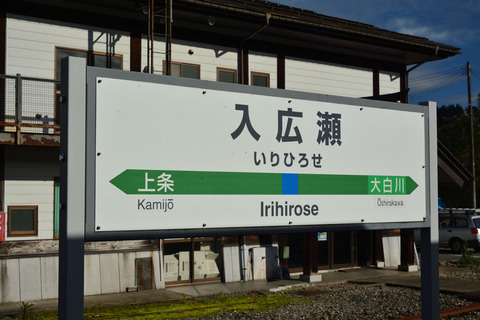 入広瀬
いりひろせ
上条 大白川
Kamijō Ōshirakawa
Irihirose